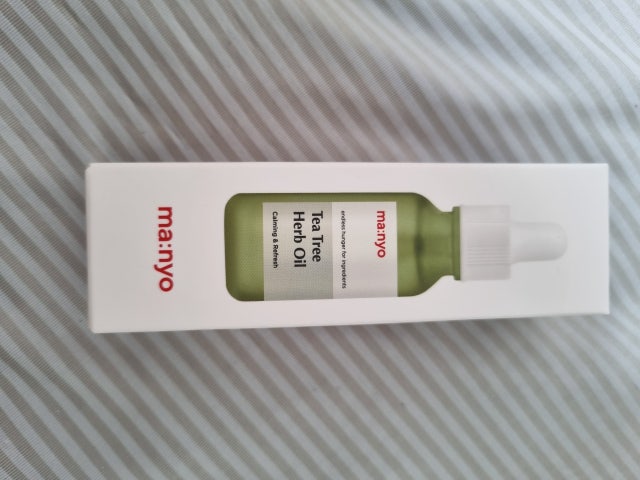 ma:nyo
endless hunger for ingredients
Tea Tree
Herb Oil
Calming & Refresh
ma:nyo